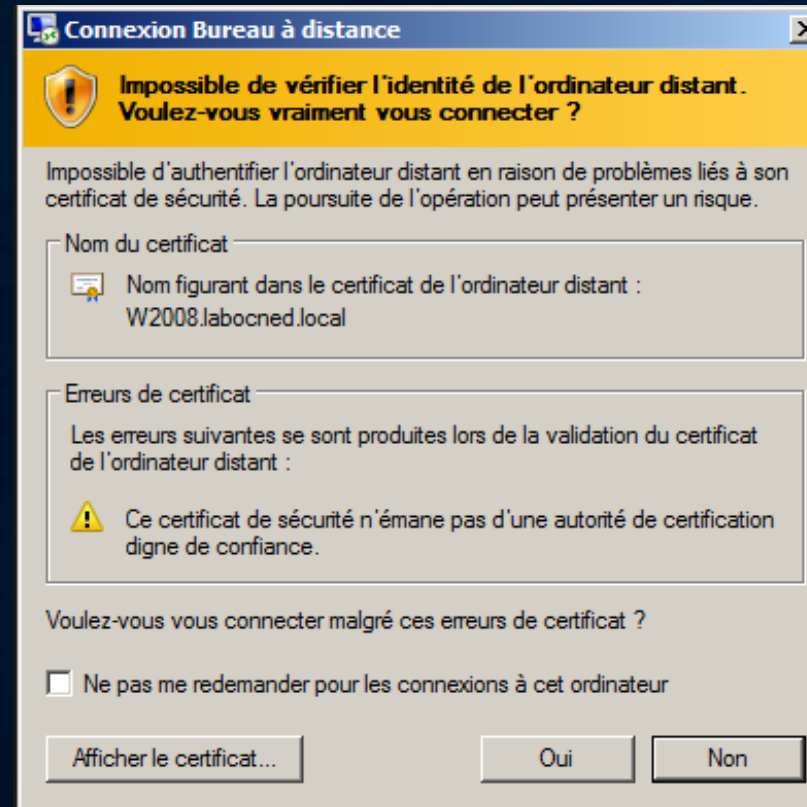 Connexion Bureau à distance
Impossible de vérifier l'identité de l'ordinateur distant.
Voulez-vous vraiment vous connecter ?
Impossible d'authentifier l'ordinateur distant en raison de problèmes liés à son
certificat de sécurité. La poursuite de l'opération peut présenter un risque.
Nom du certificat
Nom figurant dans le certificat de l'ordinateur distant :
W2008.labocned.local
Erreurs de certificat
Les erreurs suivantes se sont produites lors de la validation du certificat
de l'ordinateur distant :
Ce certificat de sécurité n'émane pas d'une autorité de certification
digne de confiance.
Voulez-vous vous connecter malgré ces erreurs de certificat ?
Ne pas me redemander pour les connexions à cet ordinateur
Afficher le certificat... Oui Non